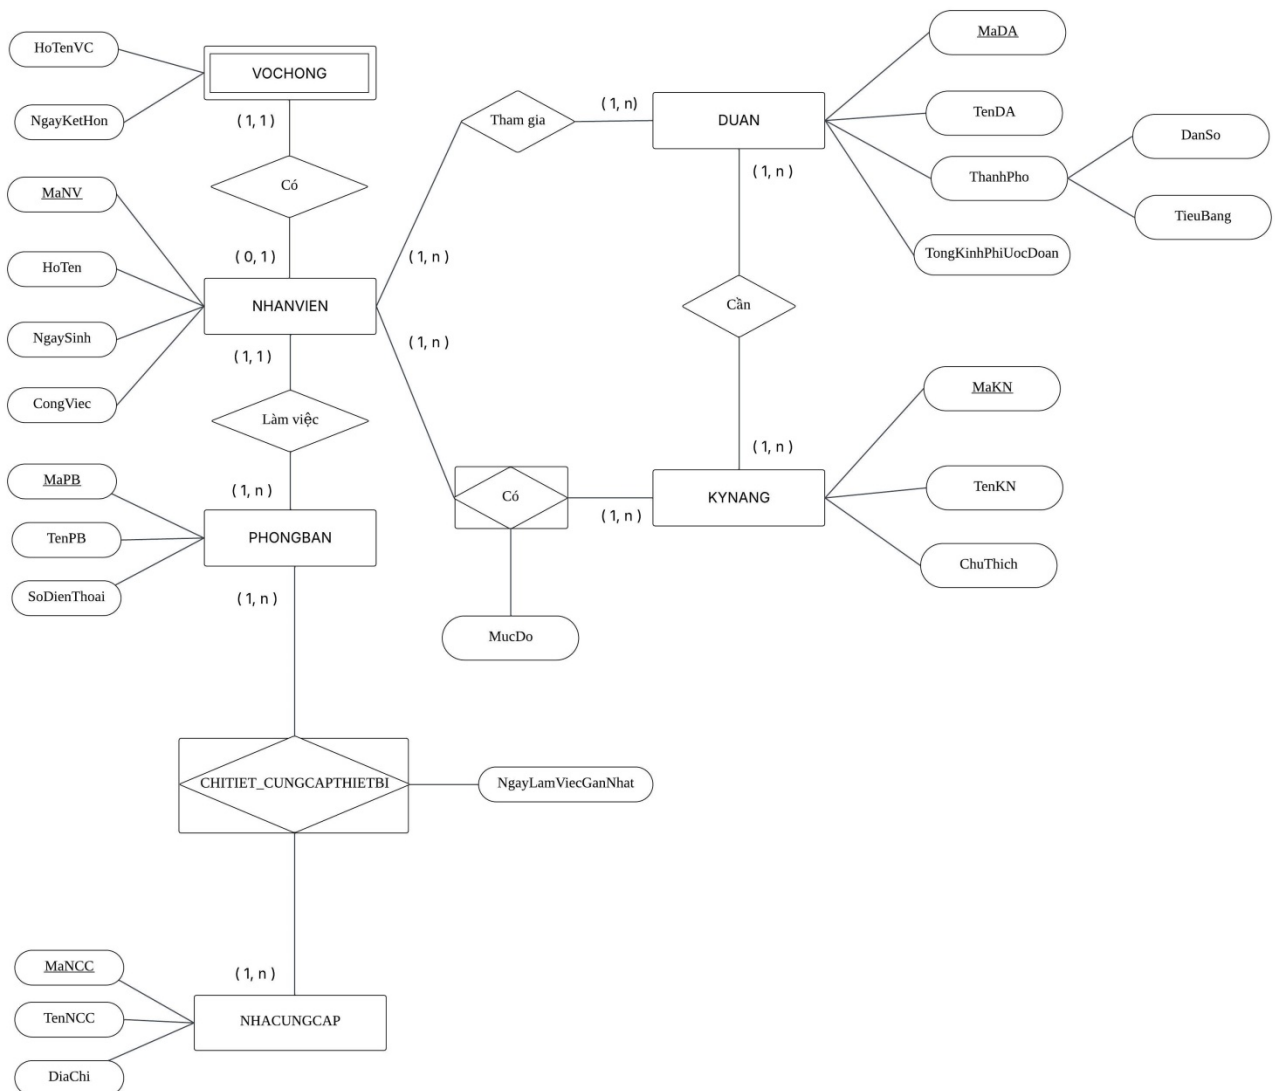 HoTenVC
VOCHONG
NgayKetHon
( 1, 1 )
Có
MaNV
HoTen
NgaySinh
CongViec
( 0, 1 )
NHANVIEN
( 1, 1 )
Làm việc
( 1, n )
MaPB
TenPB
SoDienThoai
PHONGBAN
( 1, n )
Tham gia
( 1, n)
( 1, n )
DUAN
MaDA
TenDA
ThanhPho
DanSo
TieuBang
TongKinhPhiUocDoan
( 1, n )
Cần
( 1, n )
( 1, n )
Có
( 1, n )
KYNANG
MaKN
TenKN
ChuThich
MucDo
CHITIET_CUNGCAPTHIETBI
NgayLamViecGanNhat
( 1, n )
MaNCC
TenNCC
DiaChi
NHACUNGCAP